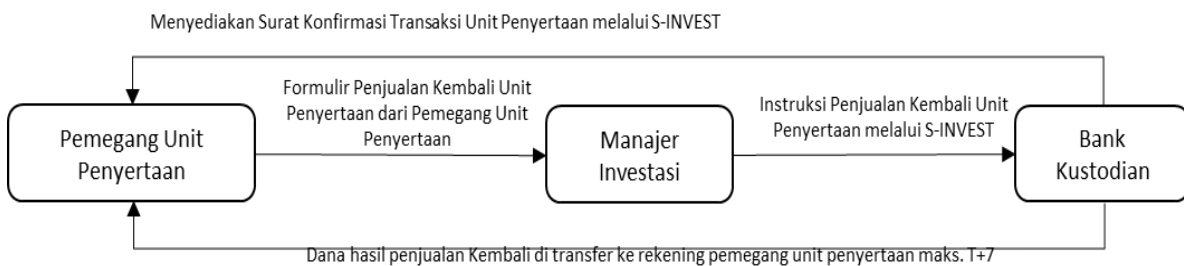 Menyediakan Surat Konfirmasi Transaksi Unit Penyertaan melalui S-INVEST
Formulir Penjualan Kembali Unit
Penyertaan dari Pemegang Unit
Penyertaan
Instruksi Penjualan Kembali Unit
Penyertaan melalui S-INVEST
Pemegang Unit
Penyertaan
Manajer
Investasi
Bank
Kustodian
Dana hasil penjualan Kembali di transfer ke rekening pemegang unit penyertaan maks. T+7